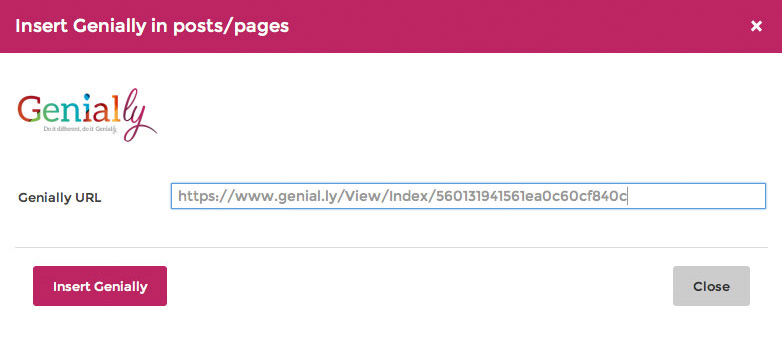 Insert Genially in posts/pages
×
Genially
Do it different, do it Genially
Genially URL
https://www.genial.ly/View/Index/560131941561ea0c60cf840c
Insert Genially
Close